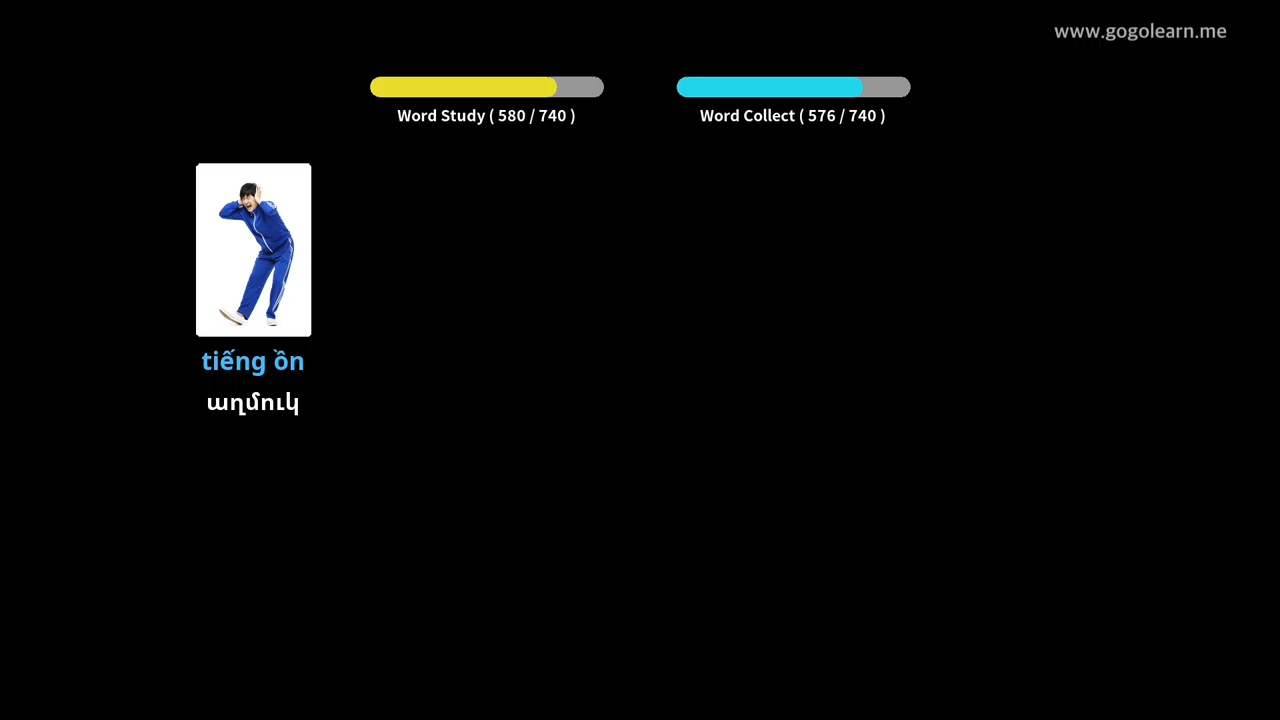 www.gogolearn.me
Word Study ( 580 / 740 )
Word Collect ( 576 / 740 )
tiếng ồn
աղմուկ